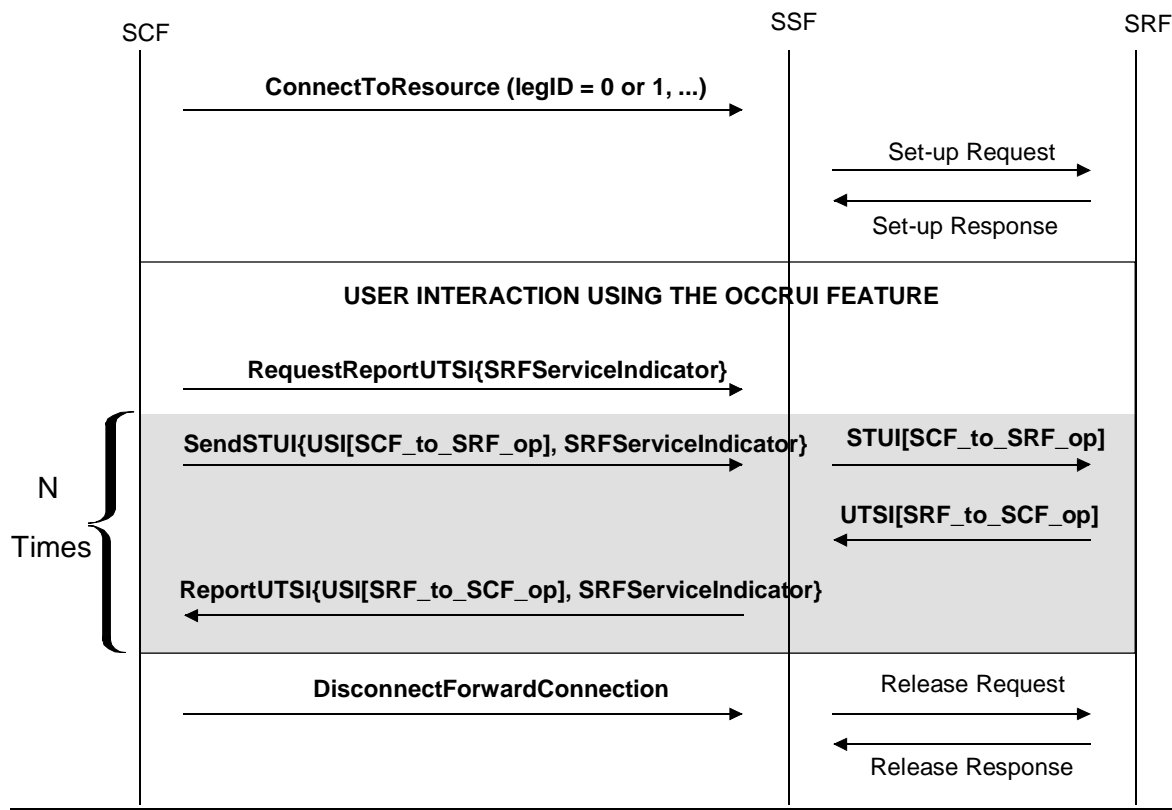 SCF
SSF
SRF
ConnectToResource (legID = 0 or 1, ...)
Set-up Request
Set-up Response
USER INTERACTION USING THE OCCRUI FEATURE
RequestReportUTSI{SRFServiceIndicator}
SendSTUI{USI[SCF_to_SRF_op], SRFServiceIndicator}
STUI[SCF_to_SRF_op]
N
Times
UTSI[SRF_to_SCF_op]
ReportUTSI{USI[SRF_to_SCF_op], SRFServiceIndicator}
DisconnectForwardConnection
Release Request
Release Response